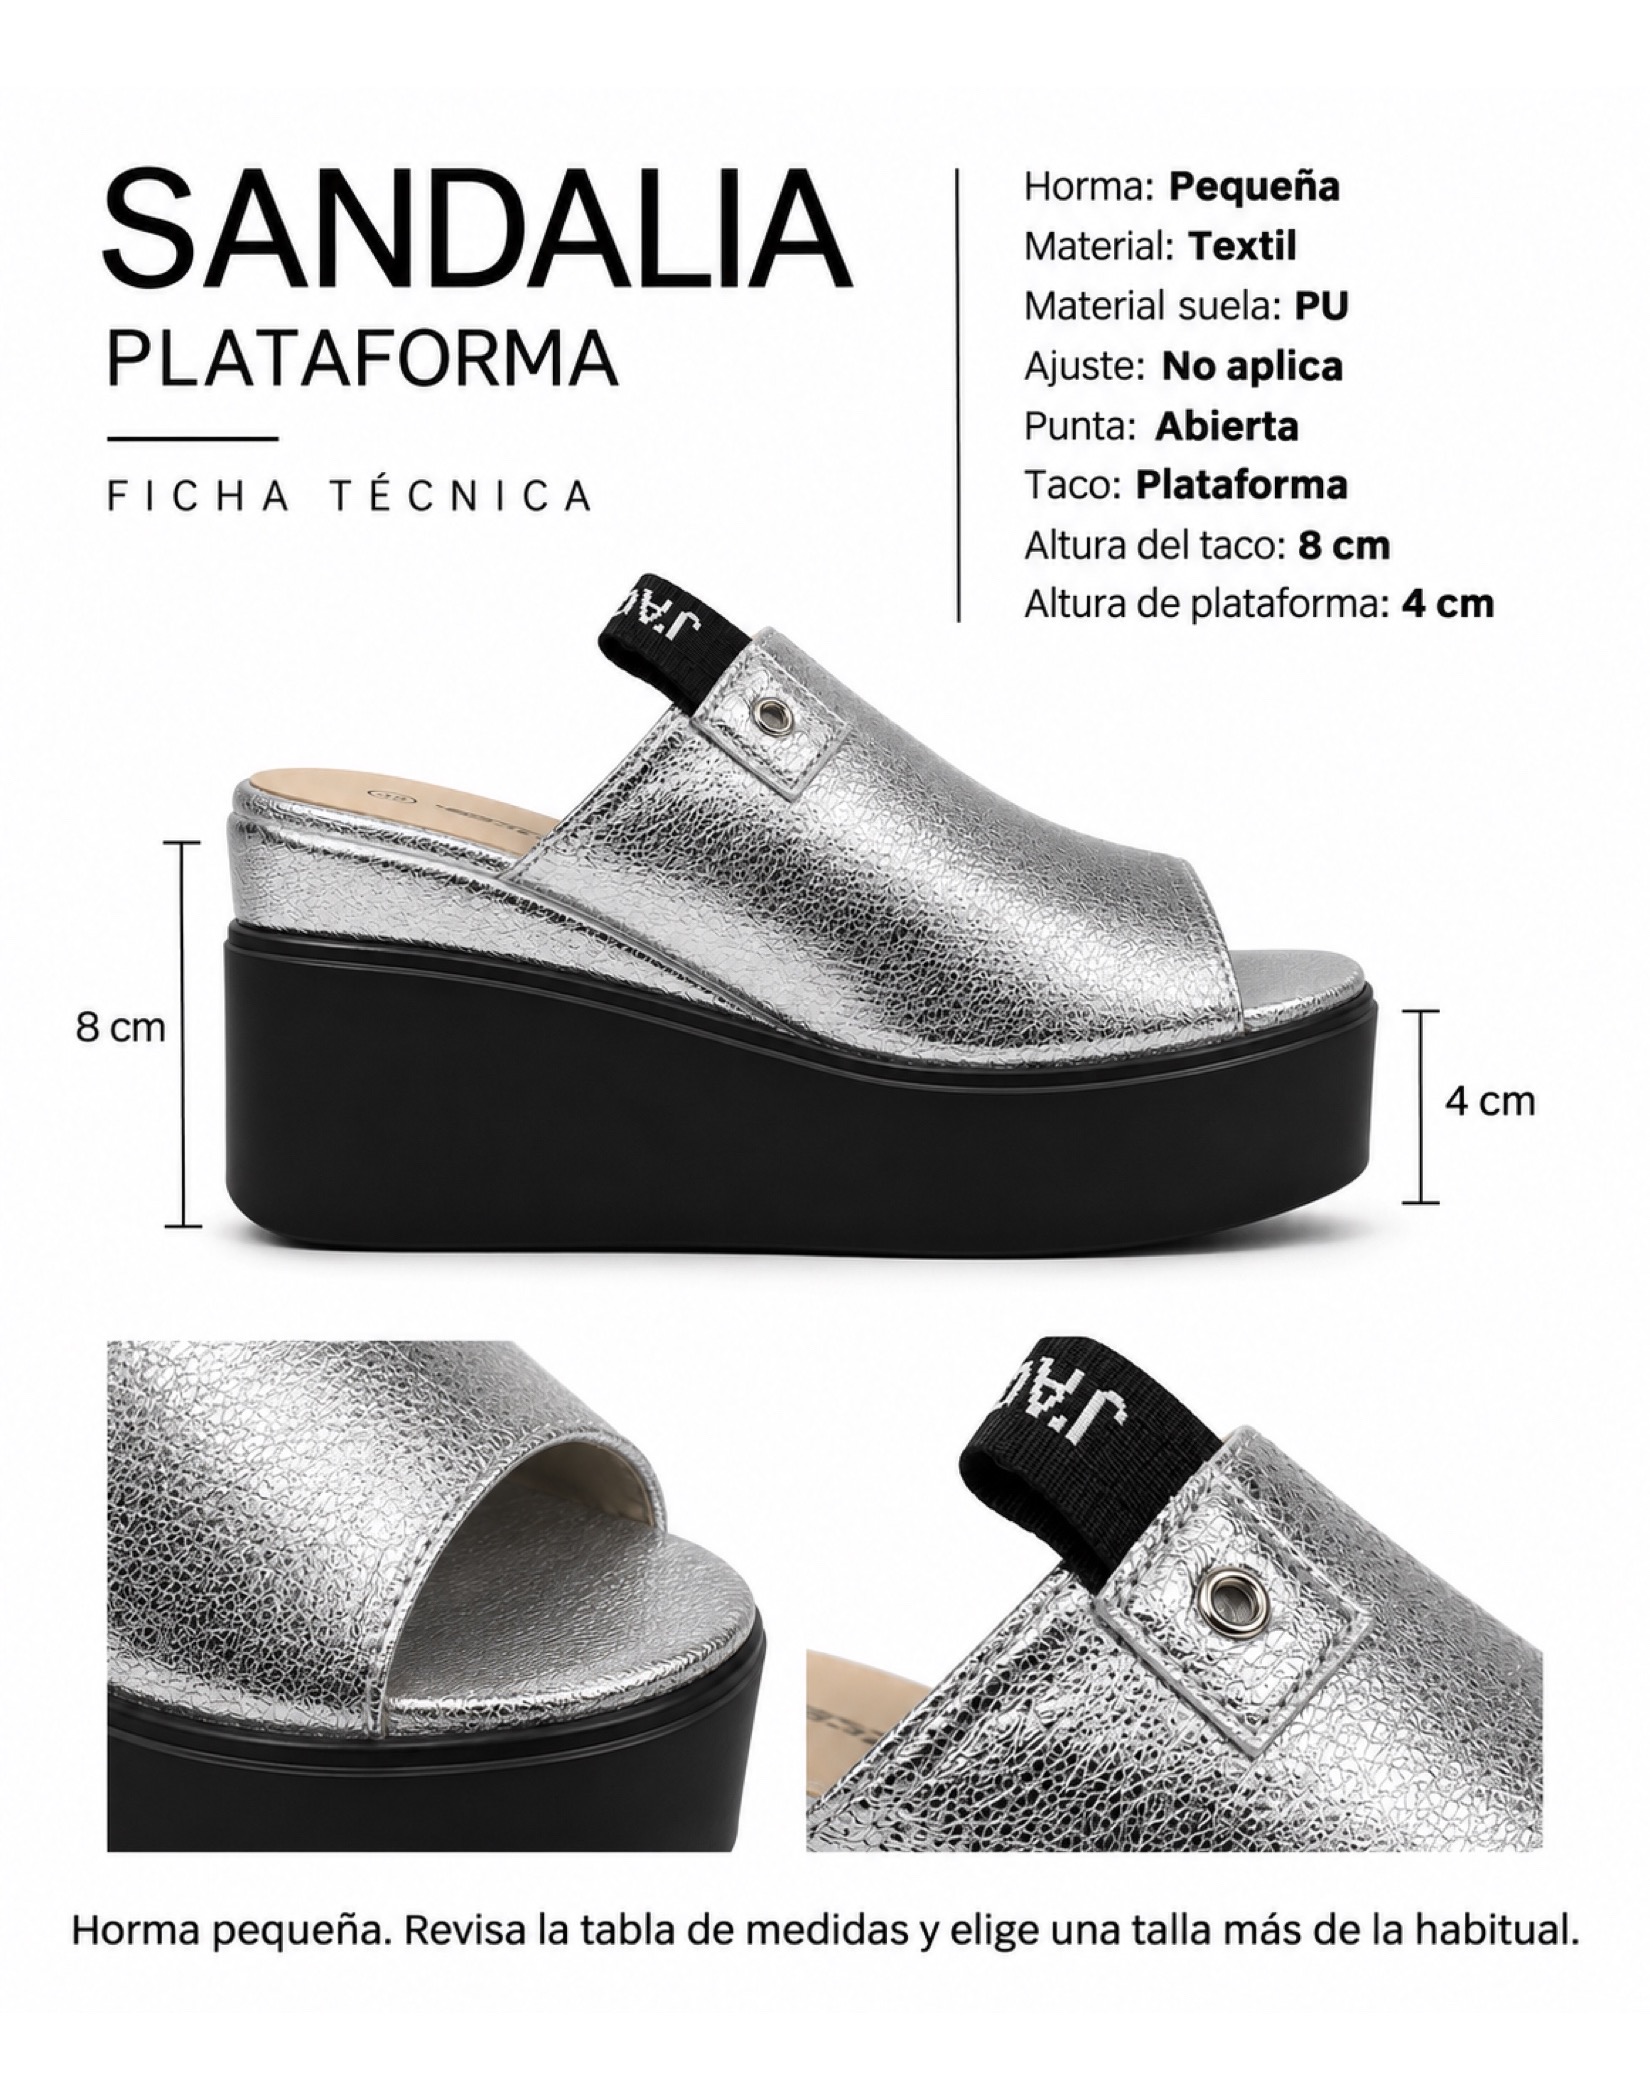 SANDALIA
PLATAFORMA
FICHA TÉCNICA
Horma: Pequeña
Material: Textil
Material suela: PU
Ajuste: No aplica
Punta: Abierta
Taco: Plataforma
Altura del taco: 8 cm
Altura de plataforma: 4 cm
8 cm
4 cm
Horma pequeña. Revisa la tabla de medidas y elige una talla más de la habitual.